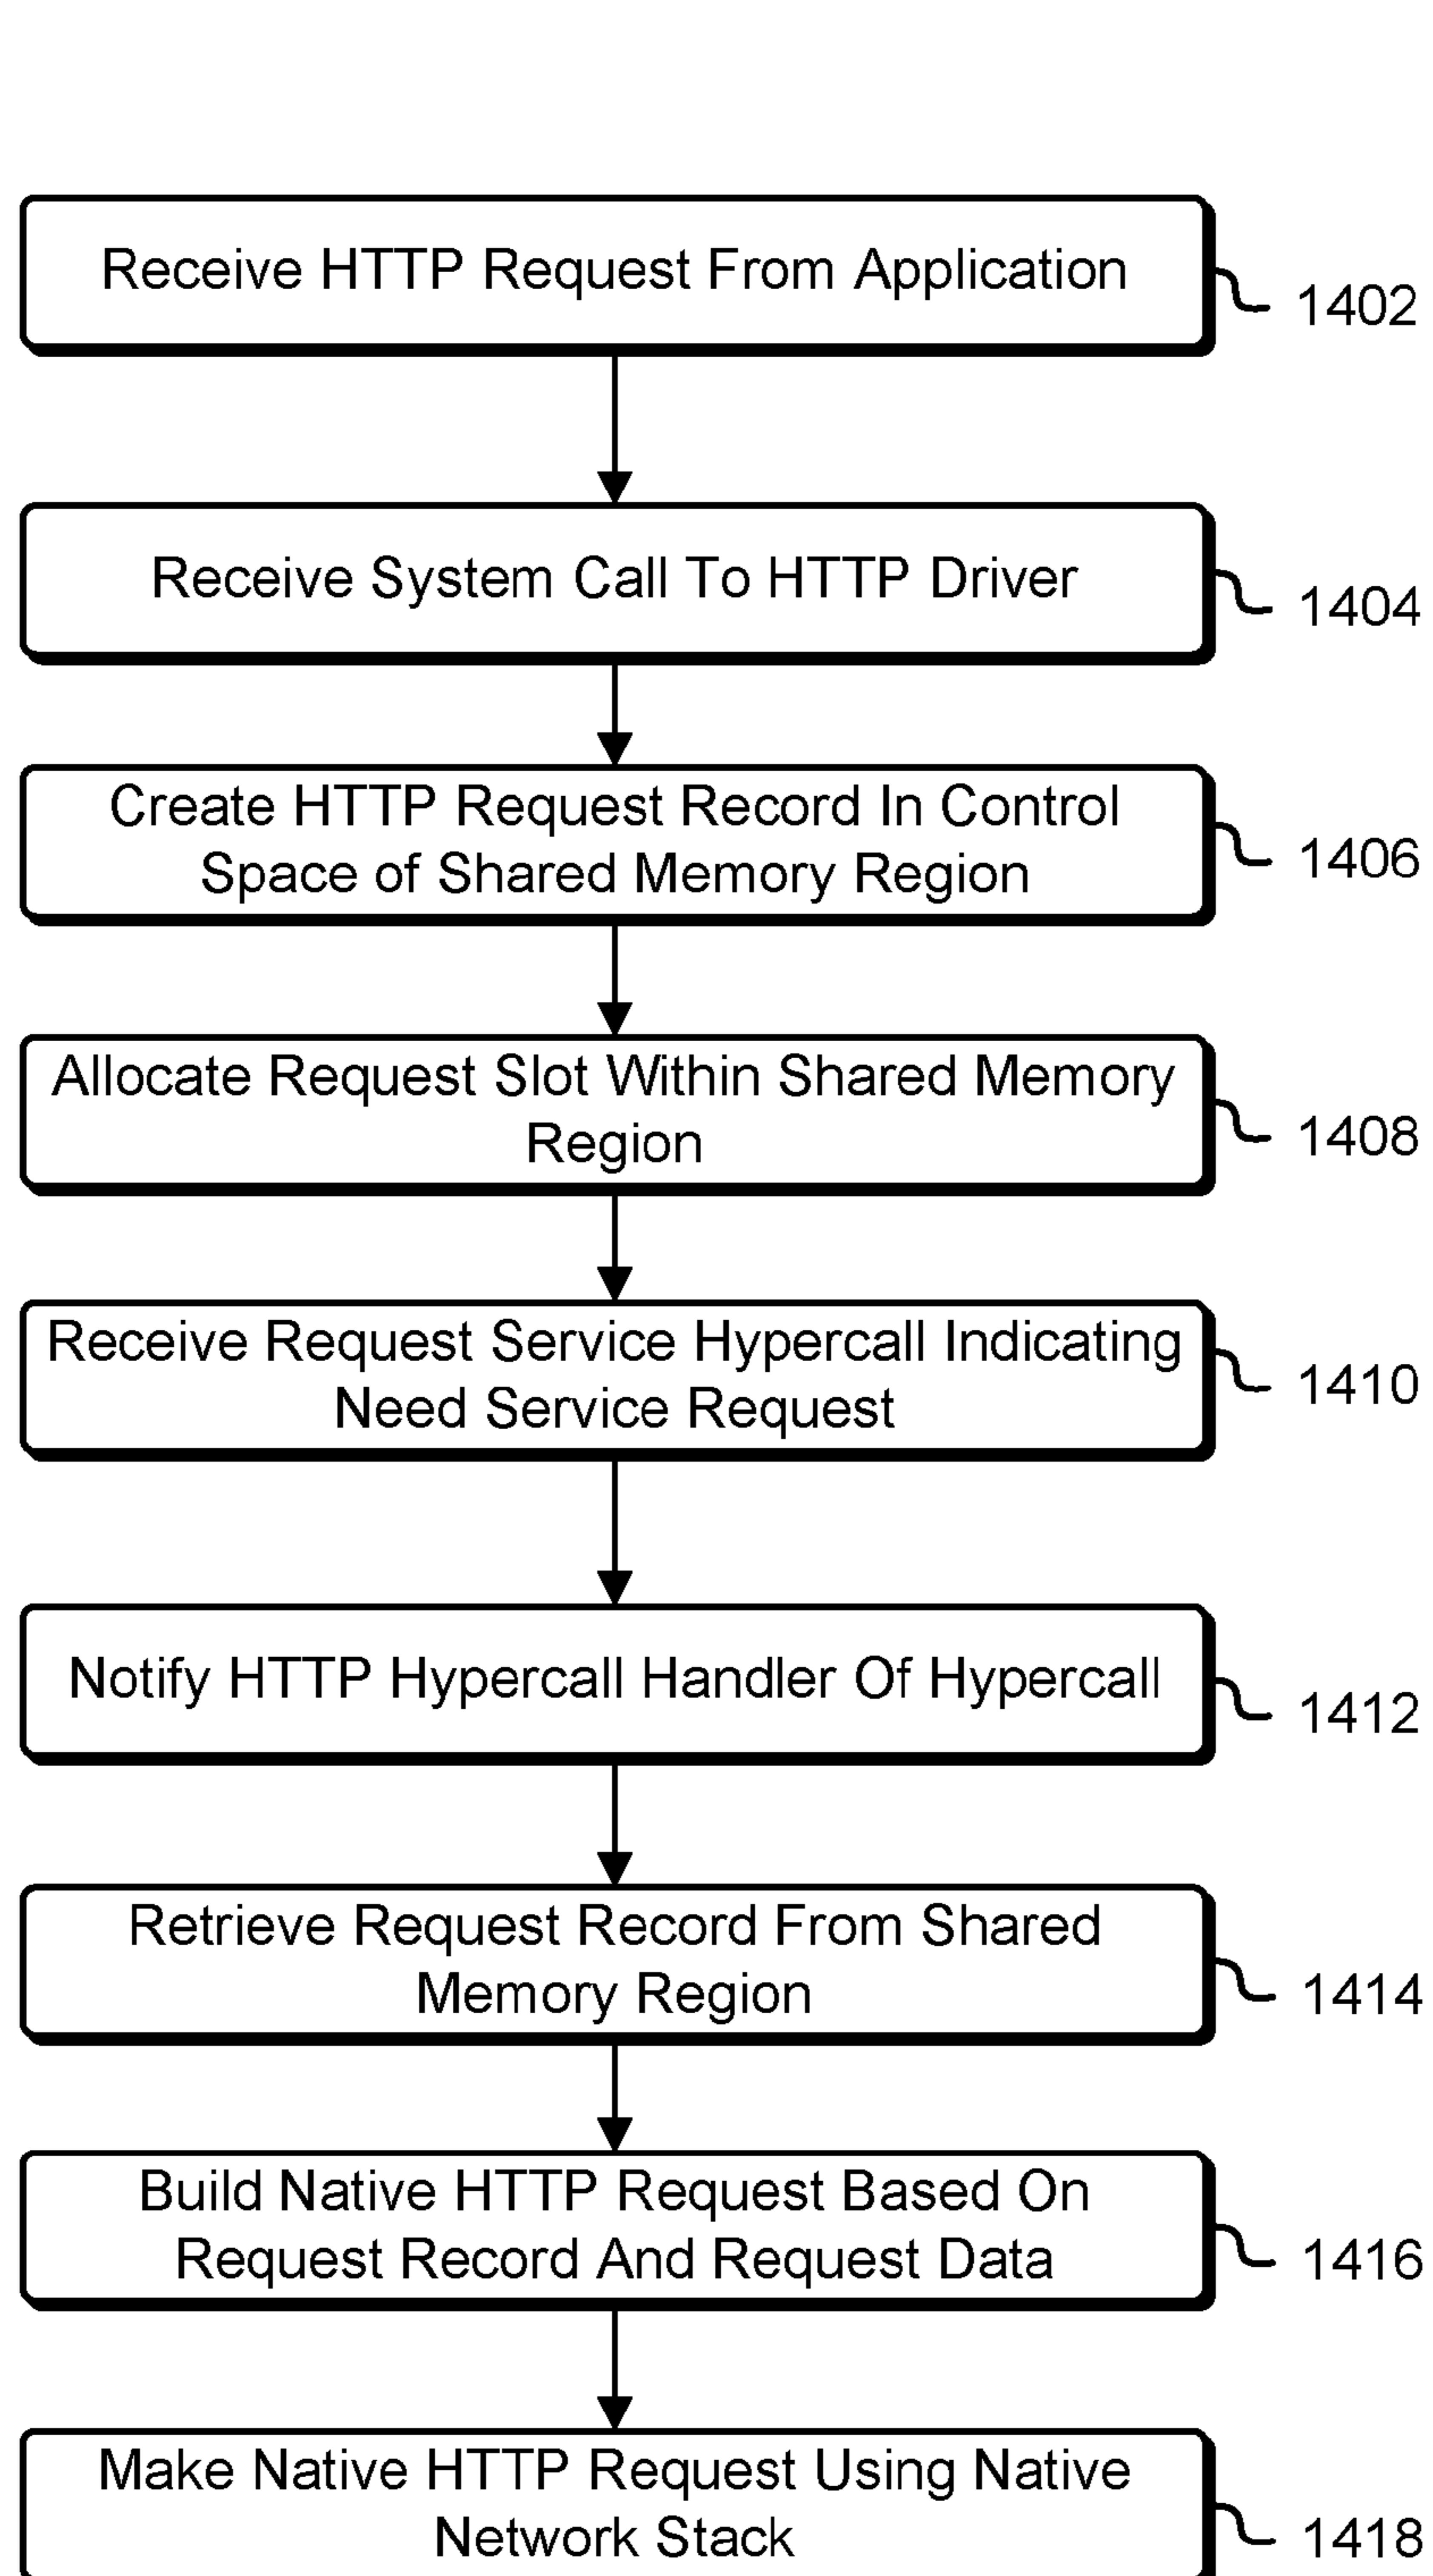 Receive HTTP Request From Application
1402
Receive System Call To HTTP Driver
1404
Create HTTP Request Record In Control
Space of Shared Memory Region
1406
Allocate Request Slot Within Shared Memory
Region
1408
Receive Request Service Hypercall Indicating
Need Service Request
1410
Notify HTTP Hypercall Handler Of Hypercall
1412
Retrieve Request Record From Shared
Memory Region
1414
Build Native HTTP Request Based On
Request Record And Request Data
1416
Make Native HTTP Request Using Native
Network Stack
1418